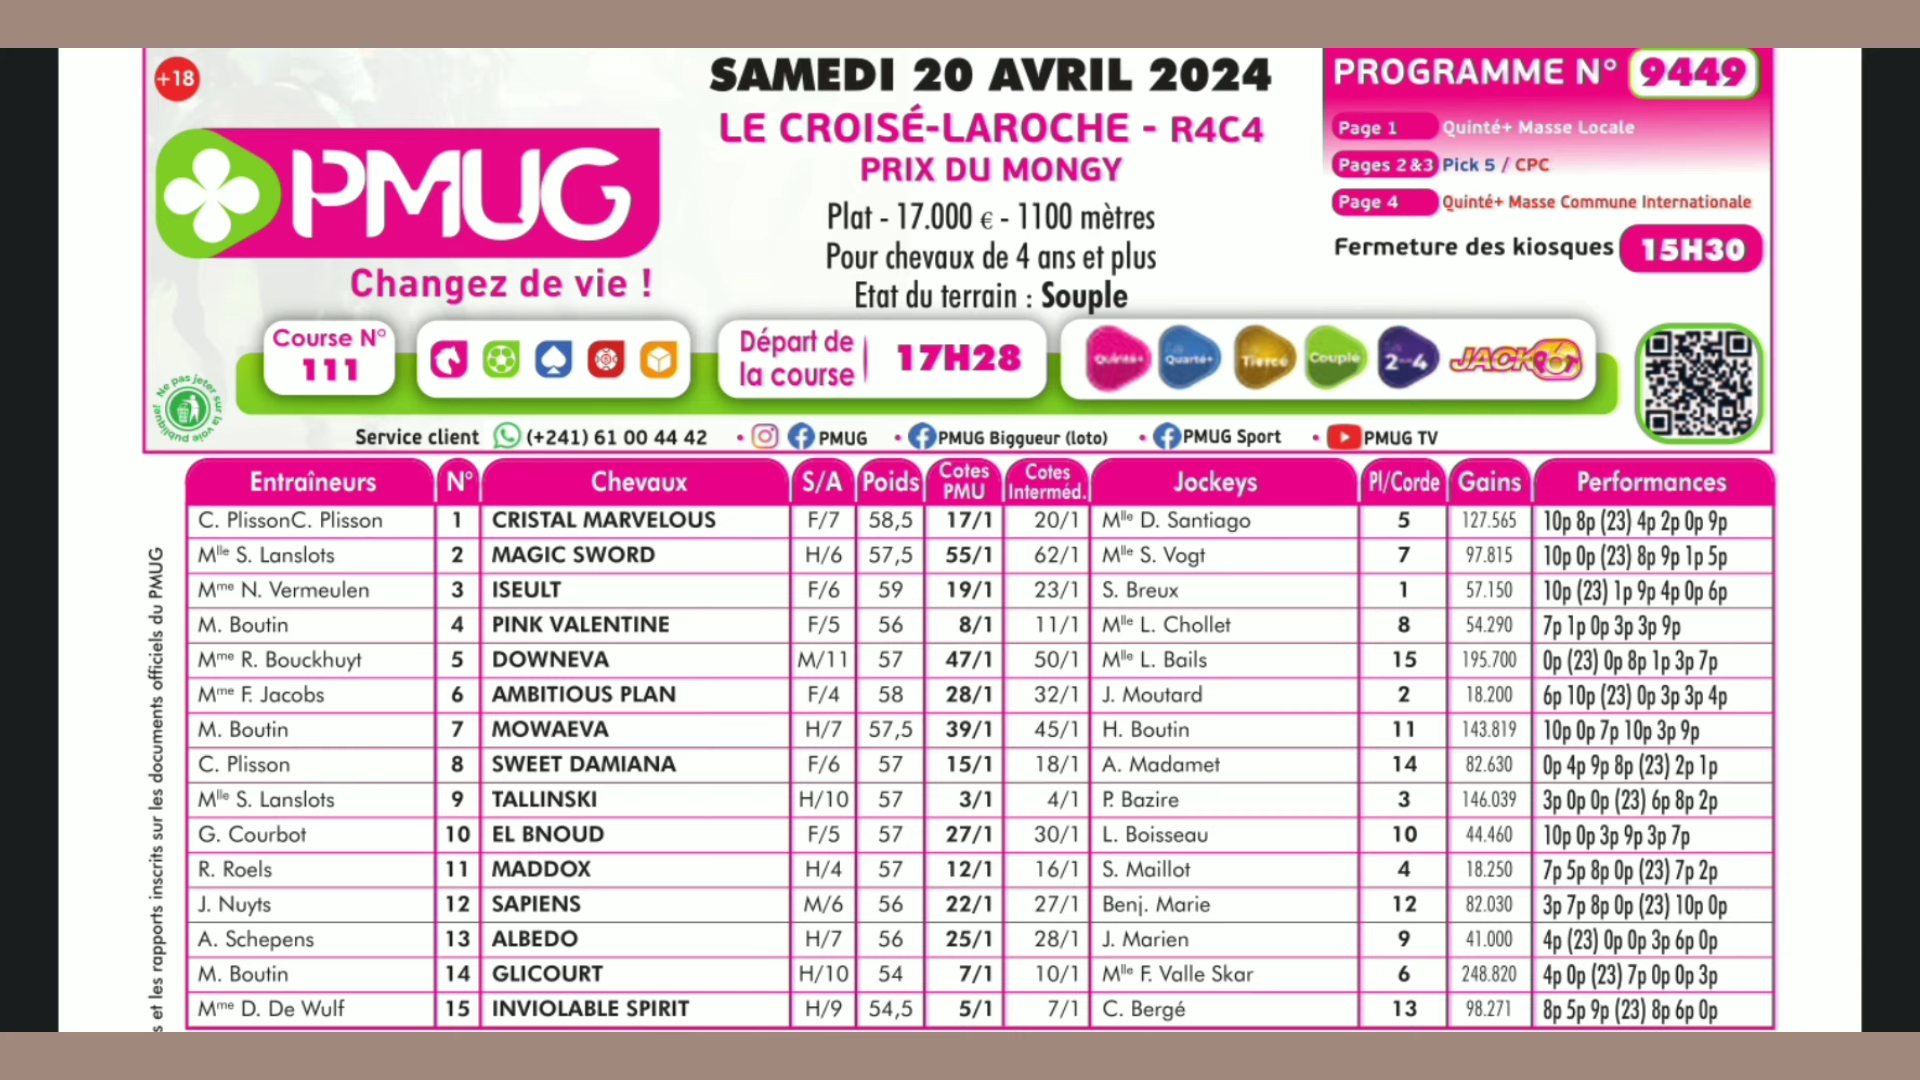 +18
SAMEDI 20 AVRIL 2024
LE CROISÉ-LAROCHE - R4C4
PRIX DU MONGY
Plat - 17.000 € - 1100 mètres
Pour chevaux de 4 ans et plus
Etat du terrain : Souple
PROGRAMME N° 9449
Page 1 Quinté+ Masse Locale
Pages 2 &3 Pick 5 / CPC
Page 4 Quinté+ Masse Commune Internationale
Fermeture des kiosques 15H30
PMUG
Changez de vie !
Course N°
111
Départ de
la course
17H28
Quinté+ Quarté+ Tiercé Couplé 2 4 JACKPOT
Ne pas jeter sur la voie publique!
Service client (+241) 61 00 44 42 • PMUG • PMUG Biggueur (loto) • PMUG Sport • PMUG TV
Entraîneurs N° Chevaux S/A Poids Cotes PMU Cotes Interméd. Jockeys Pl/Corde Gains Performances
C. PlissonC. Plisson 1 CRISTAL MARVELOUS F/7 58,5 17/1 20/1 Mlle D. Santiago 5 127.565 10p 8p (23) 4p 2p 0p 9p
Mlle S. Lanslots 2 MAGIC SWORD H/6 57,5 55/1 62/1 Mlle S. Vogt 7 97.815 10p 0p (23) 8p 9p 1p 5p
Mme N. Vermeulen 3 ISEULT F/6 59 19/1 23/1 S. Breux 1 57.150 10p (23) 1p 9p 4p 0p 6p
M. Boutin 4 PINK VALENTINE F/5 56 8/1 11/1 Mlle L. Chollet 8 54.290 7p 1p 0p 3p 3p 9p
Mme R. Bouckhuyt 5 DOWNEVA M/11 57 47/1 50/1 Mlle L. Bails 15 195.700 0p (23) 0p 8p 1p 3p 7p
Mme F. Jacobs 6 AMBITIOUS PLAN F/4 58 28/1 32/1 J. Moutard 2 18.200 6p 10p (23) 0p 3p 3p 4p
M. Boutin 7 MOWAEVA H/7 57,5 39/1 45/1 H. Boutin 11 143.819 10p 0p 7p 10p 3p 9p
C. Plisson 8 SWEET DAMIANA F/6 57 15/1 18/1 A. Madamet 14 82.630 0p 4p 9p 8p (23) 2p 1p
Mlle S. Lanslots 9 TALLINSKI H/10 57 3/1 4/1 P. Bazire 3 146.039 3p 0p 0p (23) 6p 8p 2p
G. Courbot 10 EL BNOUD F/5 57 27/1 30/1 L. Boisseau 10 44.460 10p 0p 3p 9p 3p 7p
R. Roels 11 MADDOX H/4 57 12/1 16/1 S. Maillot 4 18.250 7p 5p 8p 0p (23) 7p 2p
J. Nuyts 12 SAPIENS M/6 56 22/1 27/1 Benj. Marie 12 82.030 3p 7p 8p 0p (23) 10p 0p
A. Schepens 13 ALBEDO H/7 56 25/1 28/1 J. Marien 9 41.000 4p (23) 0p 0p 3p 6p 0p
M. Boutin 14 GLICOURT H/10 54 7/1 10/1 Mlle F. Valle Skar 6 248.820 4p 0p (23) 7p 0p 0p 3p
Mme D. De Wulf 15 INVIOLABLE SPIRIT H/9 54,5 5/1 7/1 C. Bergé 13 98.271 8p 5p 9p (23) 8p 6p 0p
s et les rapports inscrits sur les documents officiels du PMUG